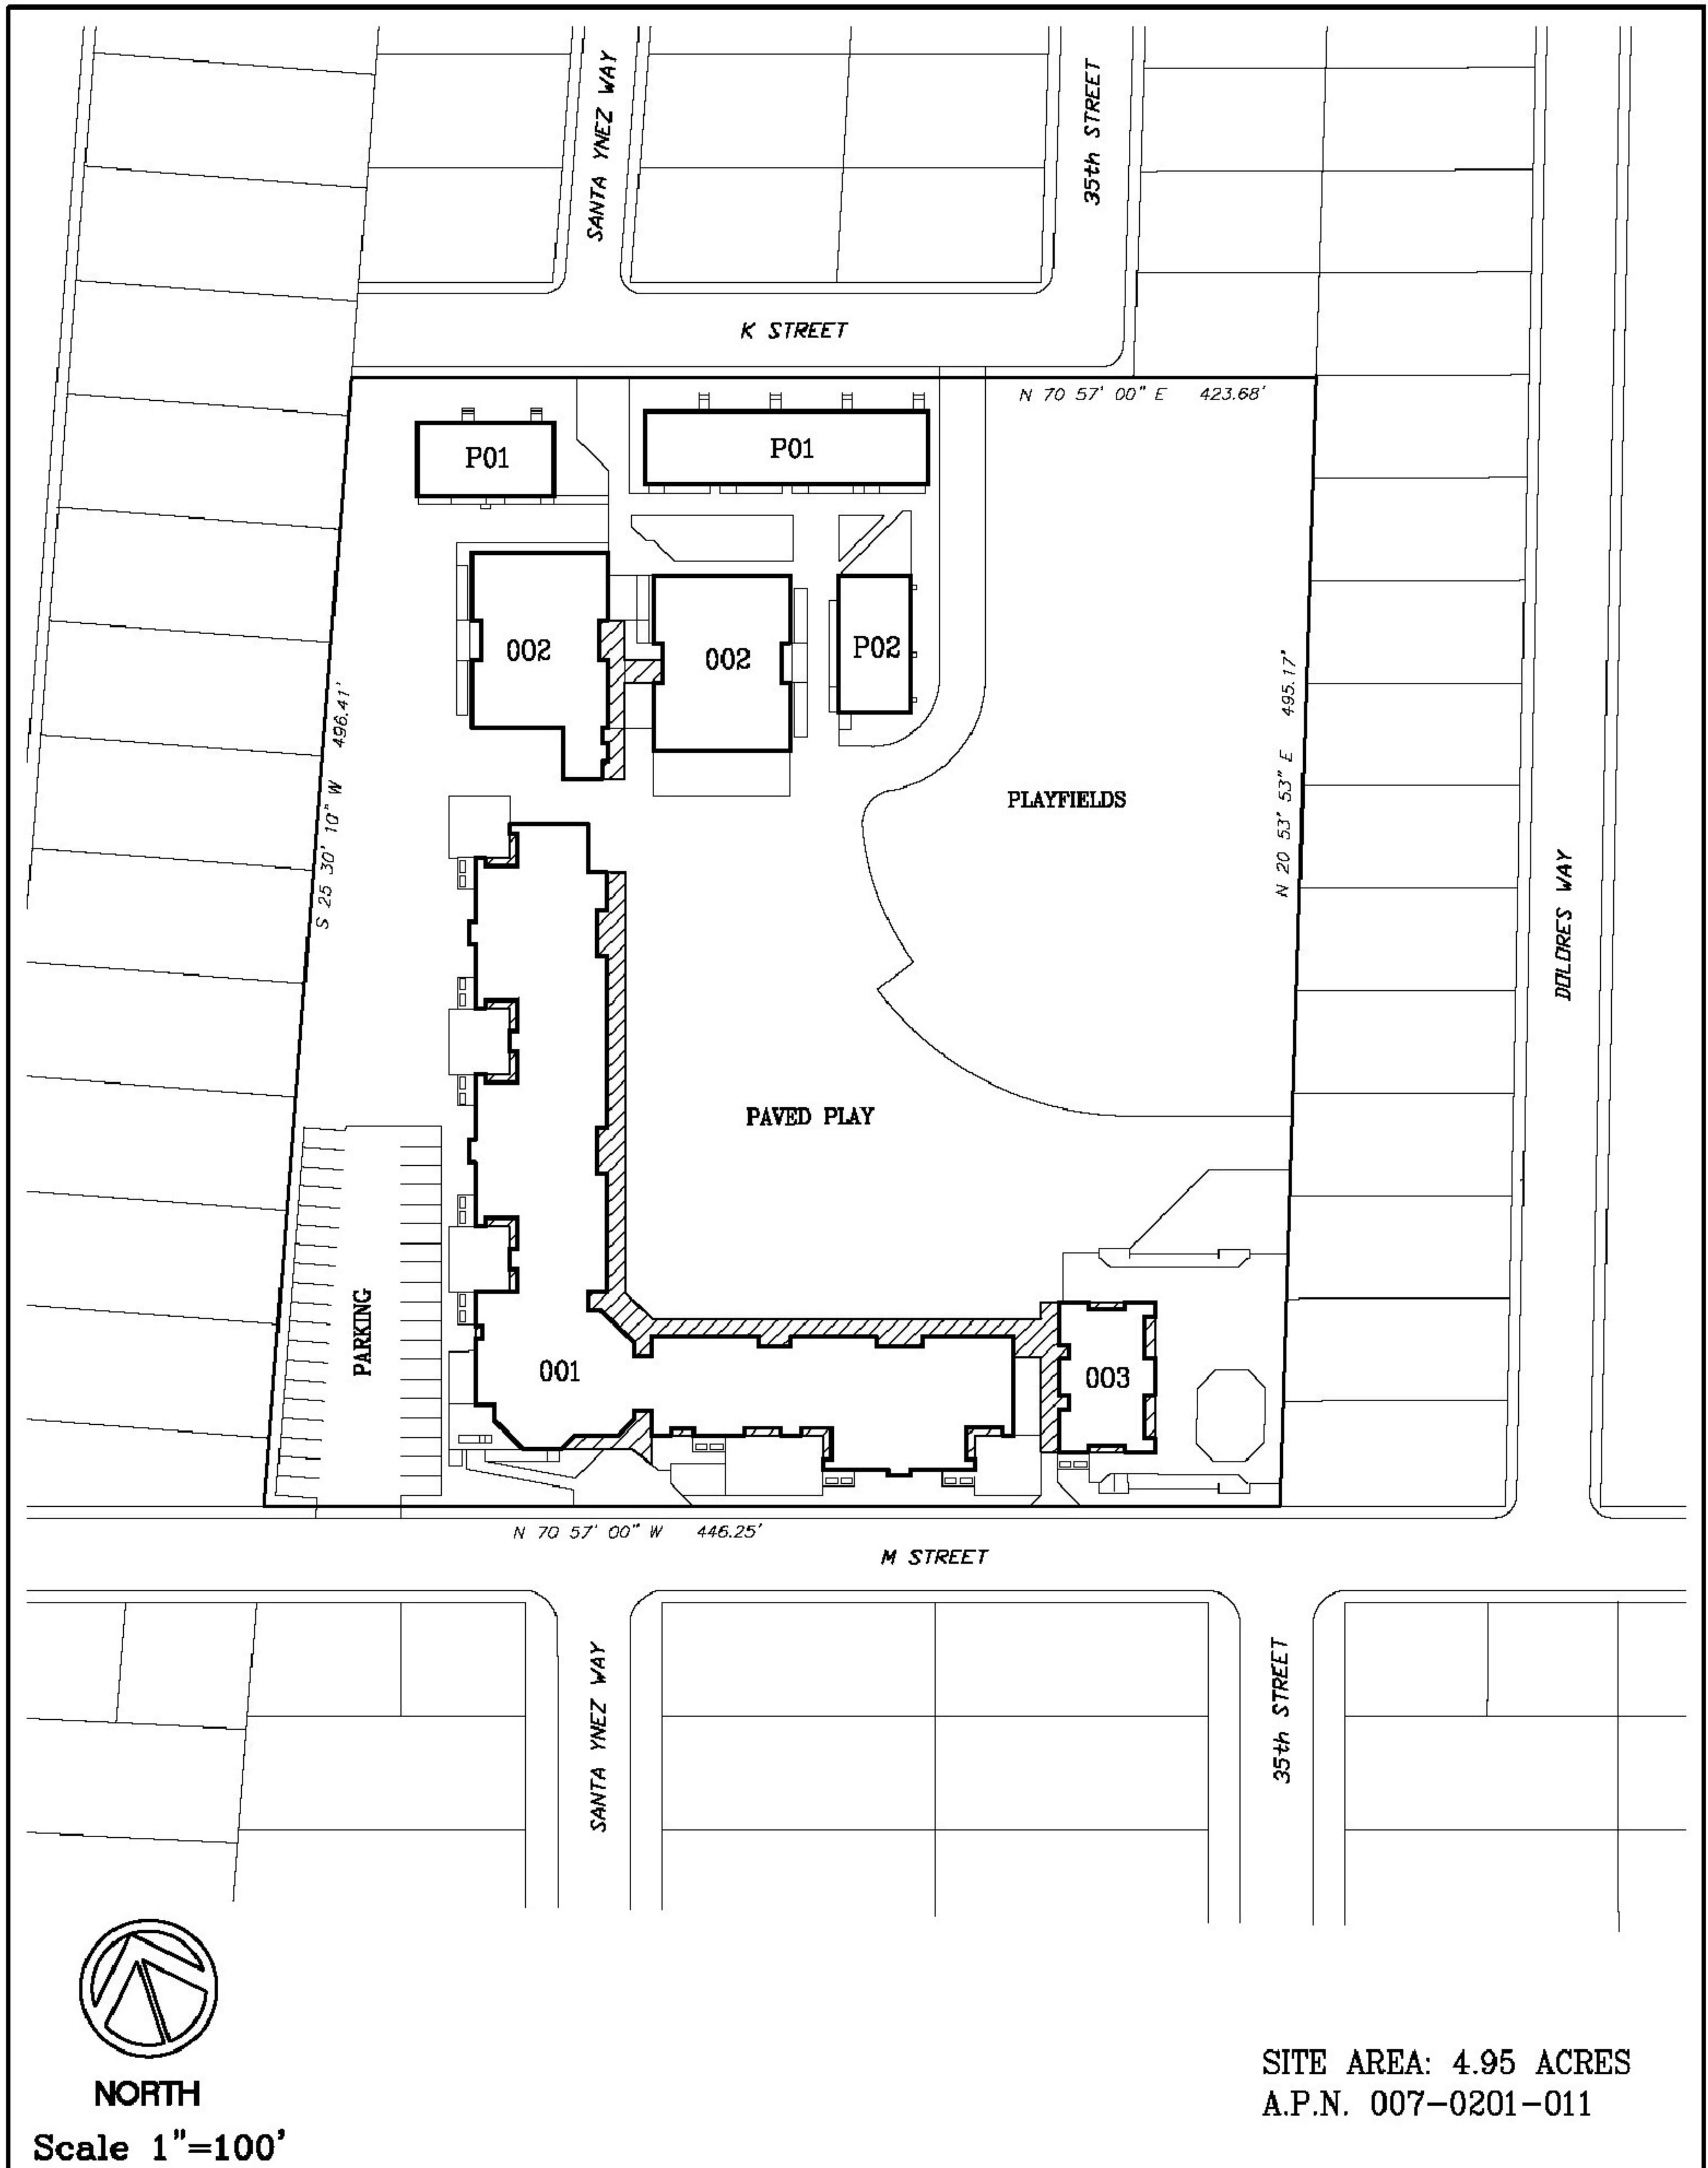 SANTA YNEZ WAY
35th STREET
K STREET
N 70 57' 00" E 423.68'
P01
P01
002
002
P02
S 25 30' 10" W 496.41'
N 20 53' 53" E 495.17'
PLAYFIELDS
DOLORES WAY
PAVED PLAY
PARKING
001
003
N 70 57' 00" W 446.25'
M STREET
SANTA YNEZ WAY
35th STREET
NORTH
Scale 1"=100'
SITE AREA: 4.95 ACRES
A.P.N. 007-0201-011